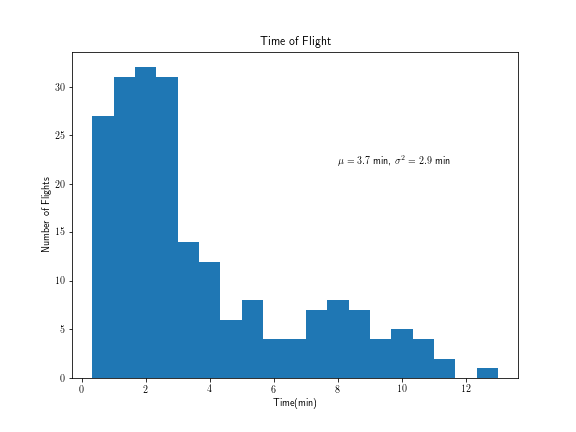 Time of Flight
Number of Flights
30
25
20
15
10
5
0
μ = 3.7 min, σ² = 2.9 min
0 2 4 6 8 10 12
Time(min)